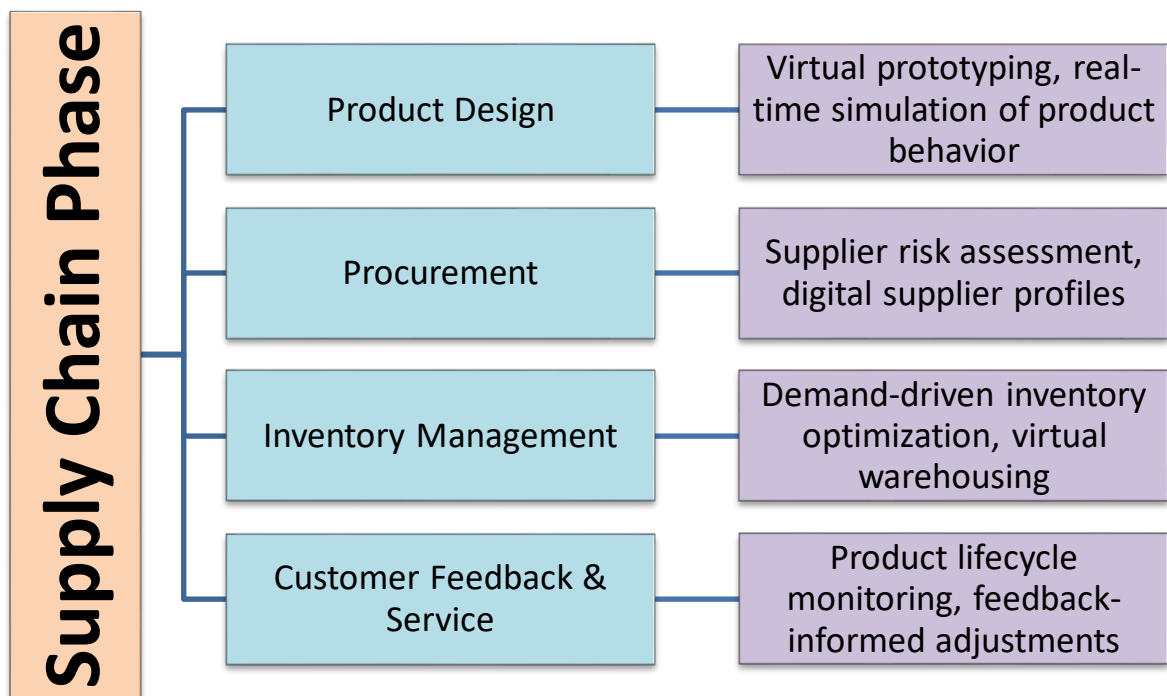 Supply Chain Phase
Product Design
Virtual prototyping, real-
time simulation of product
behavior
Procurement
Supplier risk assessment,
digital supplier profiles
Inventory Management
Demand-driven inventory
optimization, virtual
warehousing
Customer Feedback &
Service
Product lifecycle
monitoring, feedback-
informed adjustments